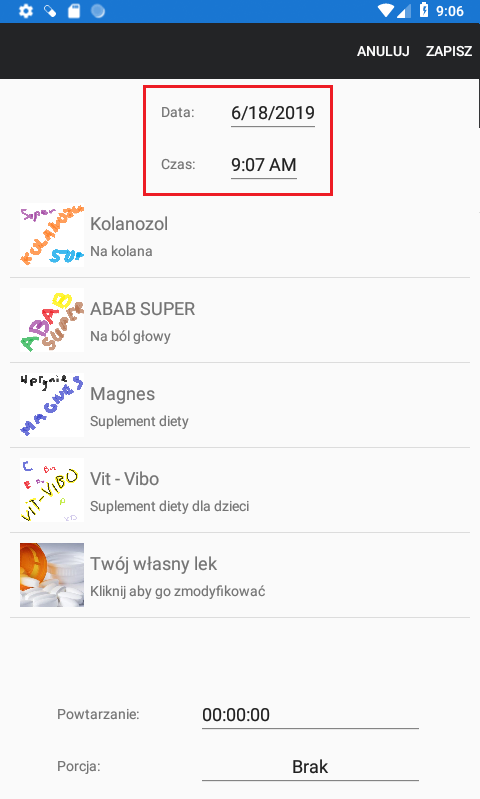 9:06
ANULUJ ZAPISZ
Data: 6/18/2019
Czas: 9:07 AM
Super
KOLANOZOL
Kolanozol
Na kolana
ABAB
SUPER
ABAB SUPER
Na ból głowy
MAGNES
Magnes
Suplement diety
C
E
VIT-VIBO
Vit - Vibo
Suplement diety dla dzieci
Twój własny lek
Kliknij aby go zmodyfikować
Powtarzanie: 00:00:00
Porcja: Brak